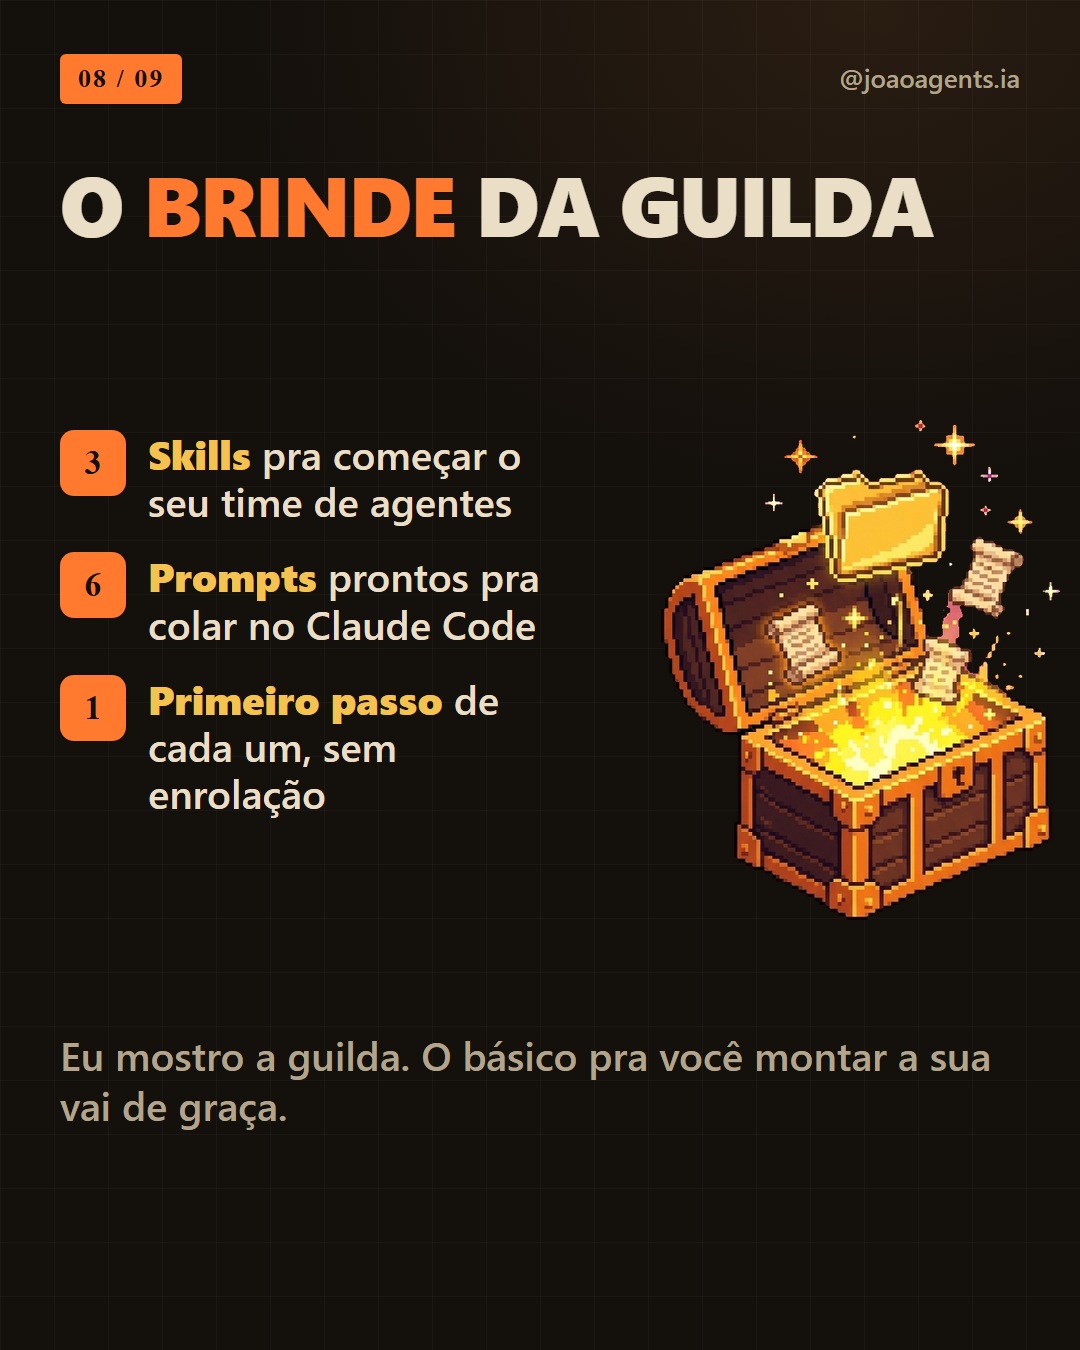 08 / 09
@joaoagents.ia
O BRINDE DA GUILDA
3
Skills pra começar o
seu time de agentes
6
Prompts prontos pra
colar no Claude Code
1
Primeiro passo de
cada um, sem
enrolação
Eu mostro a guilda. O básico pra você montar a sua
vai de graça.